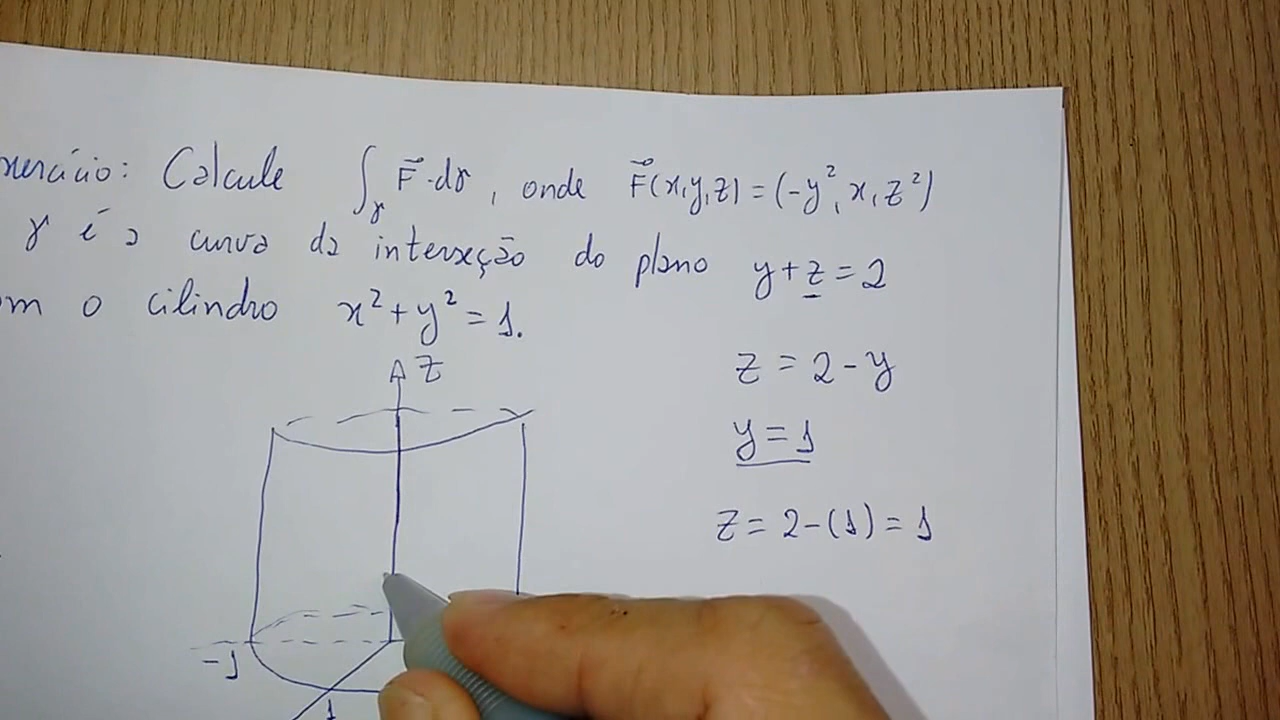 xercício: Calcule ∫γ F⃗·dr, onde F⃗(x,y,z) = (-y², x, z²)
γ é a curva da interseção do plano y + z = 2
om o cilindro x² + y² = 1.
z = 2 - y
Z
y = 1
z = 2 - (1) = 1
-1
1